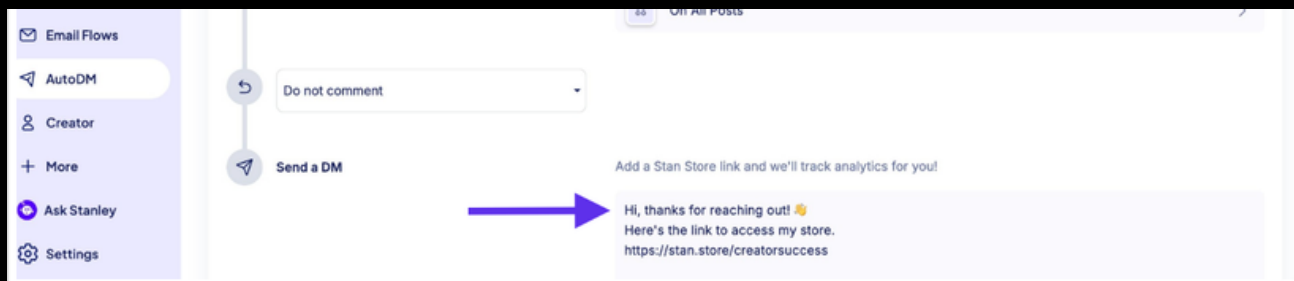 On All Posts
Email Flows
AutoDM
Do not comment
Creator
More
Send a DM
Add a Stan Store link and we'll track analytics for you!
Ask Stanley
Hi, thanks for reaching out! 👋
Here's the link to access my store.
https://stan.store/creatorsuccess
Settings